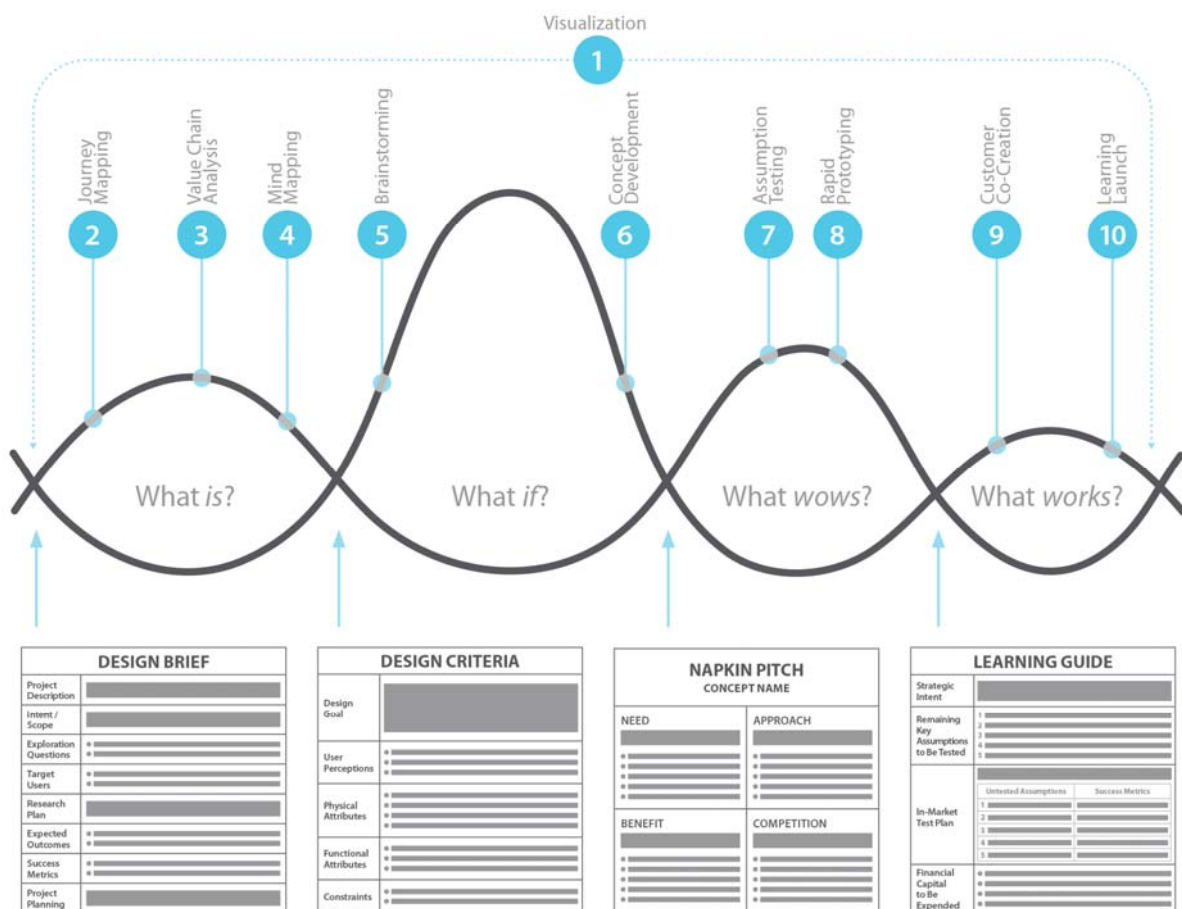 Visualization
1
Journey
Mapping
2
Value Chain
Analysis
3
Mind
Mapping
4
Brainstorming
5
Concept
Development
6
Assumption
Testing
7
Rapid
Prototyping
8
Customer
Co-Creation
9
Learning
Launch
10
What is?
What if?
What wows?
What works?
DESIGN BRIEF
Project
Description
Intent /
Scope
Exploration
Questions
Target
Users
Research
Plan
Expected
Outcomes
Success
Metrics
Project
Planning
DESIGN CRITERIA
Design
Goal
User
Perceptions
Physical
Attributes
Functional
Attributes
Constraints
NAPKIN PITCH
CONCEPT NAME
NEED
APPROACH
BENEFIT
COMPETITION
LEARNING GUIDE
Strategic
Intent
Remaining
Key
Assumptions
to Be Tested
1
2
3
4
5
In-Market
Test Plan
Untested Assumptions
Success Metrics
1
2
3
4
5
Financial
Capital
to Be
Expended